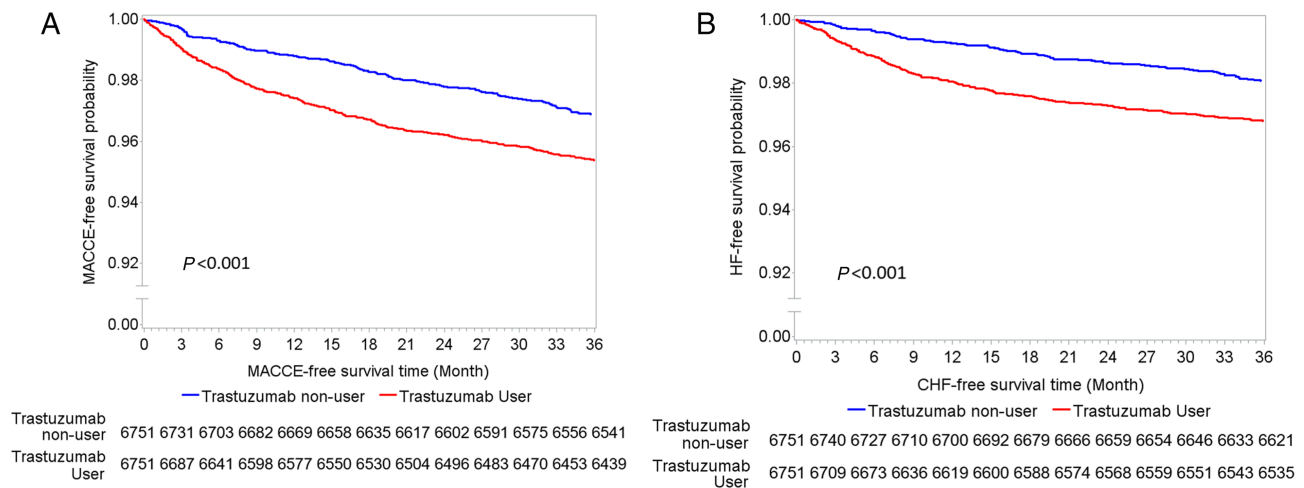 A
MACCE-free survival probability
1.00
0.98
0.96
0.94
0.92
0.00
P<0.001
0 3 6 9 12 15 18 21 24 27 30 33 36
MACCE-free survival time (Month)
Trastuzumab non-user Trastuzumab User
Trastuzumab
non-user 6751 6731 6703 6682 6669 6658 6635 6617 6602 6591 6575 6556 6541
Trastuzumab
User 6751 6687 6641 6598 6577 6550 6530 6504 6496 6483 6470 6453 6439
B
HF-free survival probability
1.00
0.98
0.96
0.94
0.92
0.00
P<0.001
0 3 6 9 12 15 18 21 24 27 30 33 36
CHF-free survival time (Month)
Trastuzumab non-user Trastuzumab User
Trastuzumab
non-user 6751 6740 6727 6710 6700 6692 6679 6666 6659 6654 6646 6633 6621
Trastuzumab
User 6751 6709 6673 6636 6619 6600 6588 6574 6568 6559 6551 6543 6535